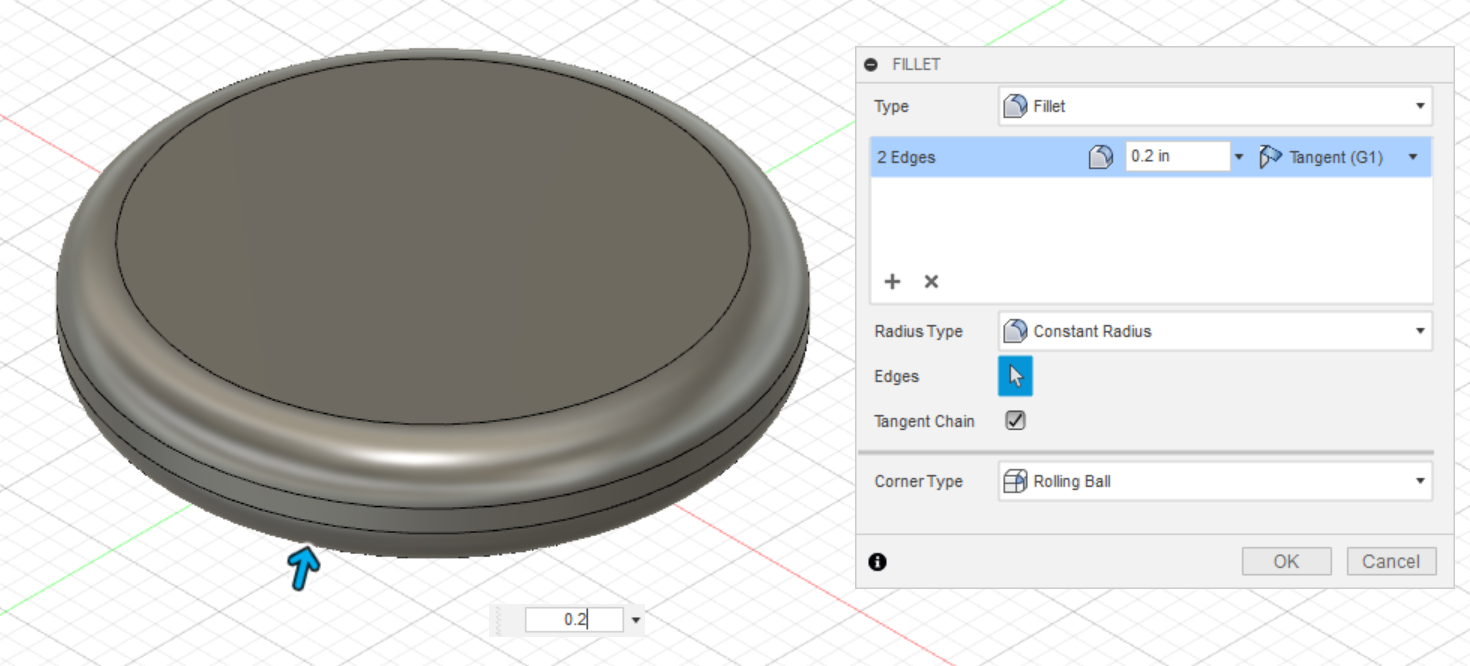 FILLET
Type Fillet
2 Edges 0.2 in Tangent (G1)
Radius Type Constant Radius
Edges
Tangent Chain
Corner Type Rolling Ball
OK Cancel
0.2